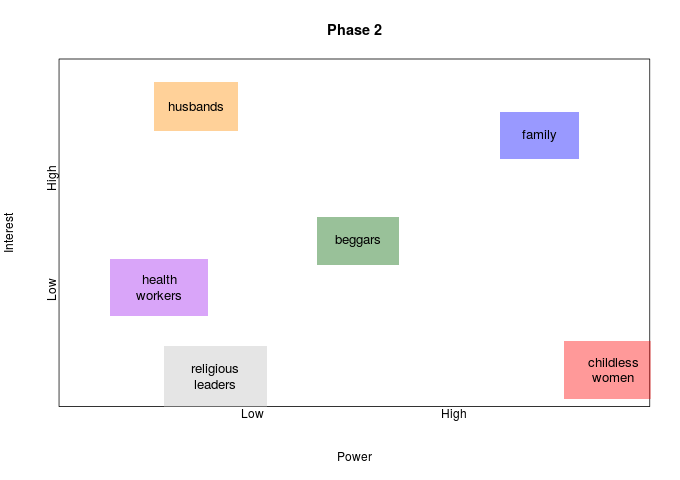 Phase 2
husbands
family
High
Interest
beggars
Low
health
workers
religious
leaders
childless
women
Low
High
Power